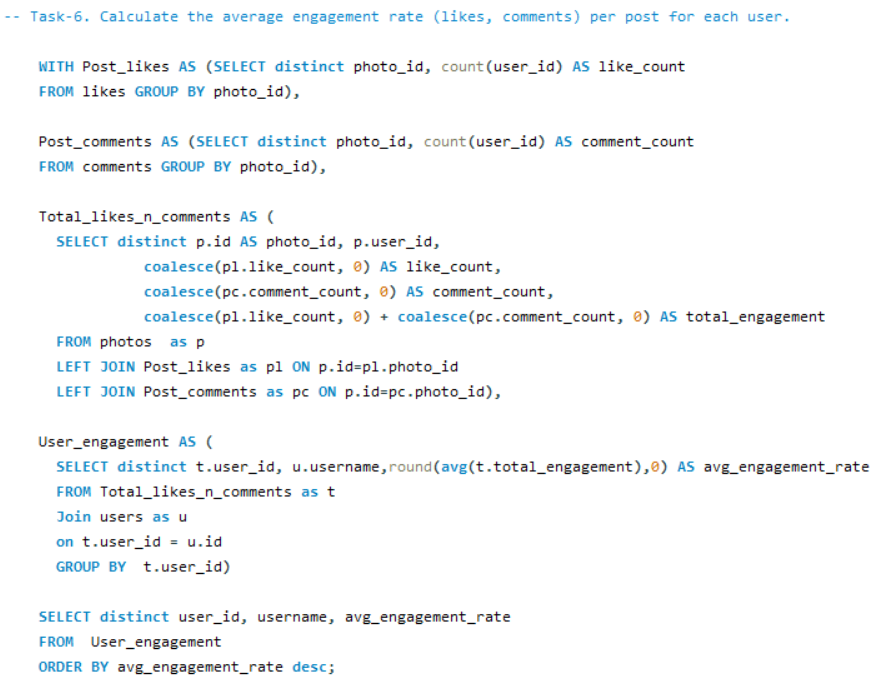 -- Task-6. Calculate the average engagement rate (likes, comments) per post for each user.
WITH Post_likes AS (SELECT distinct photo_id, count(user_id) AS like_count
FROM likes GROUP BY photo_id),
Post_comments AS (SELECT distinct photo_id, count(user_id) AS comment_count
FROM comments GROUP BY photo_id),
Total_likes_n_comments AS (
SELECT distinct p.id AS photo_id, p.user_id,
coalesce(pl.like_count, 0) AS like_count,
coalesce(pc.comment_count, 0) AS comment_count,
coalesce(pl.like_count, 0) + coalesce(pc.comment_count, 0) AS total_engagement
FROM photos  as p
LEFT JOIN Post_likes as pl ON p.id=pl.photo_id
LEFT JOIN Post_comments as pc ON p.id=pc.photo_id),
User_engagement AS (
SELECT distinct t.user_id, u.username,round(avg(t.total_engagement),0) AS avg_engagement_rate
FROM Total_likes_n_comments as t
Join users as u
on t.user_id = u.id
GROUP BY  t.user_id)
SELECT distinct user_id, username, avg_engagement_rate
FROM  User_engagement
ORDER BY avg_engagement_rate desc;